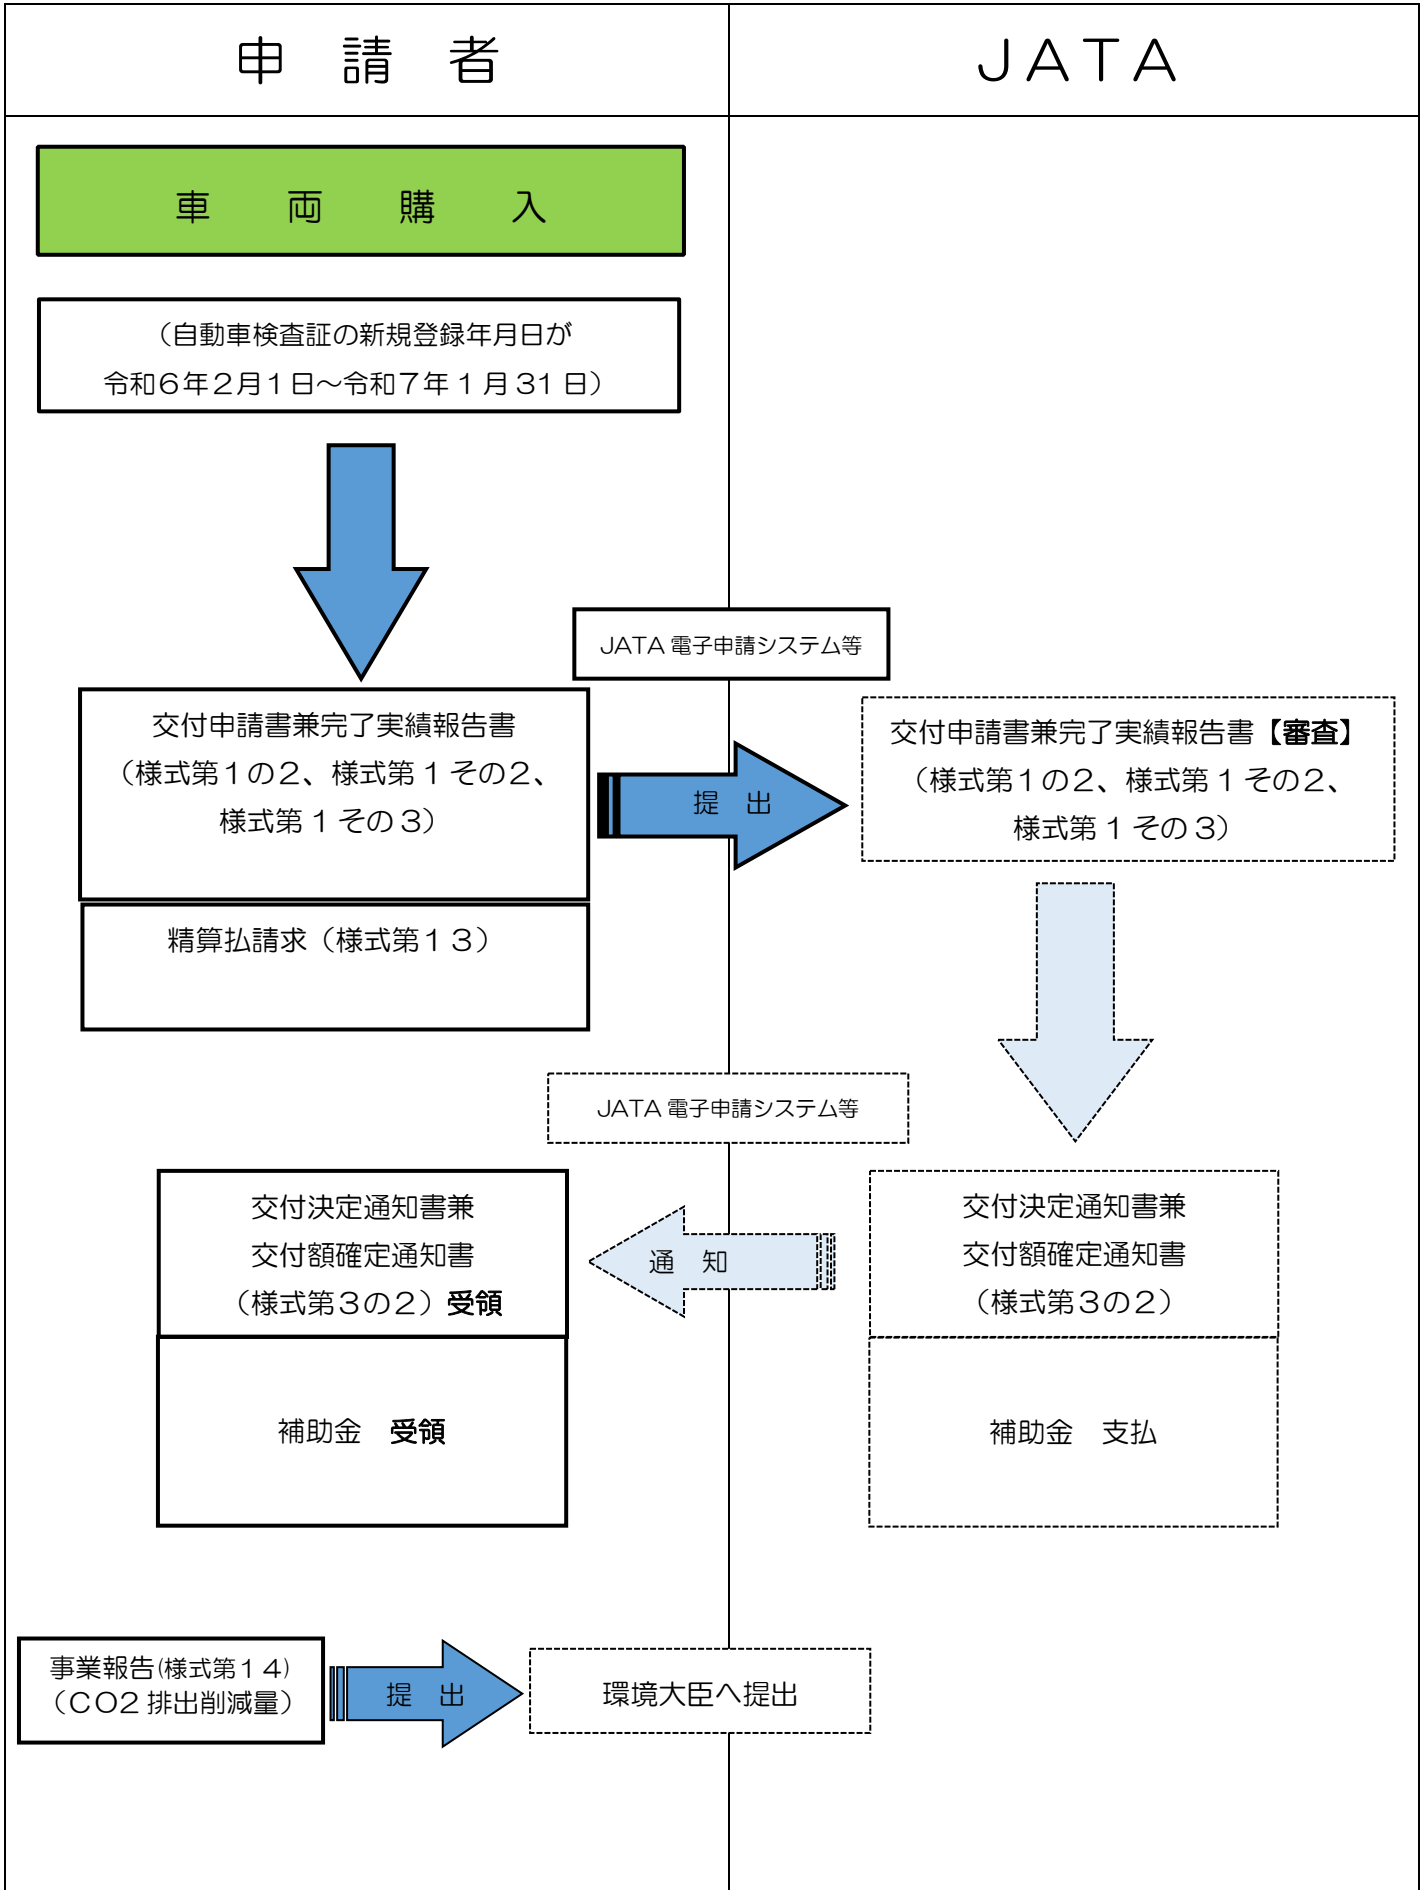 申　請　者
ＪＡＴＡ
車　両　購　入
（自動車検査証の新規登録年月日が
令和６年２月１日～令和７年１月31日）
JATA電子申請システム等
交付申請書兼完了実績報告書
（様式第１の２、様式第１その２、
様式第１その３）
提　出
交付申請書兼完了実績報告書【審査】
（様式第１の２、様式第１その２、
様式第１その３）
精算払請求（様式第１３）
JATA電子申請システム等
交付決定通知書兼
交付額確定通知書
（様式第３の２）受領
通　知
交付決定通知書兼
交付額確定通知書
（様式第３の２）
補助金　受領
補助金　支払
事業報告(様式第１４)
（ＣＯ２排出削減量）
提　出
環境大臣へ提出